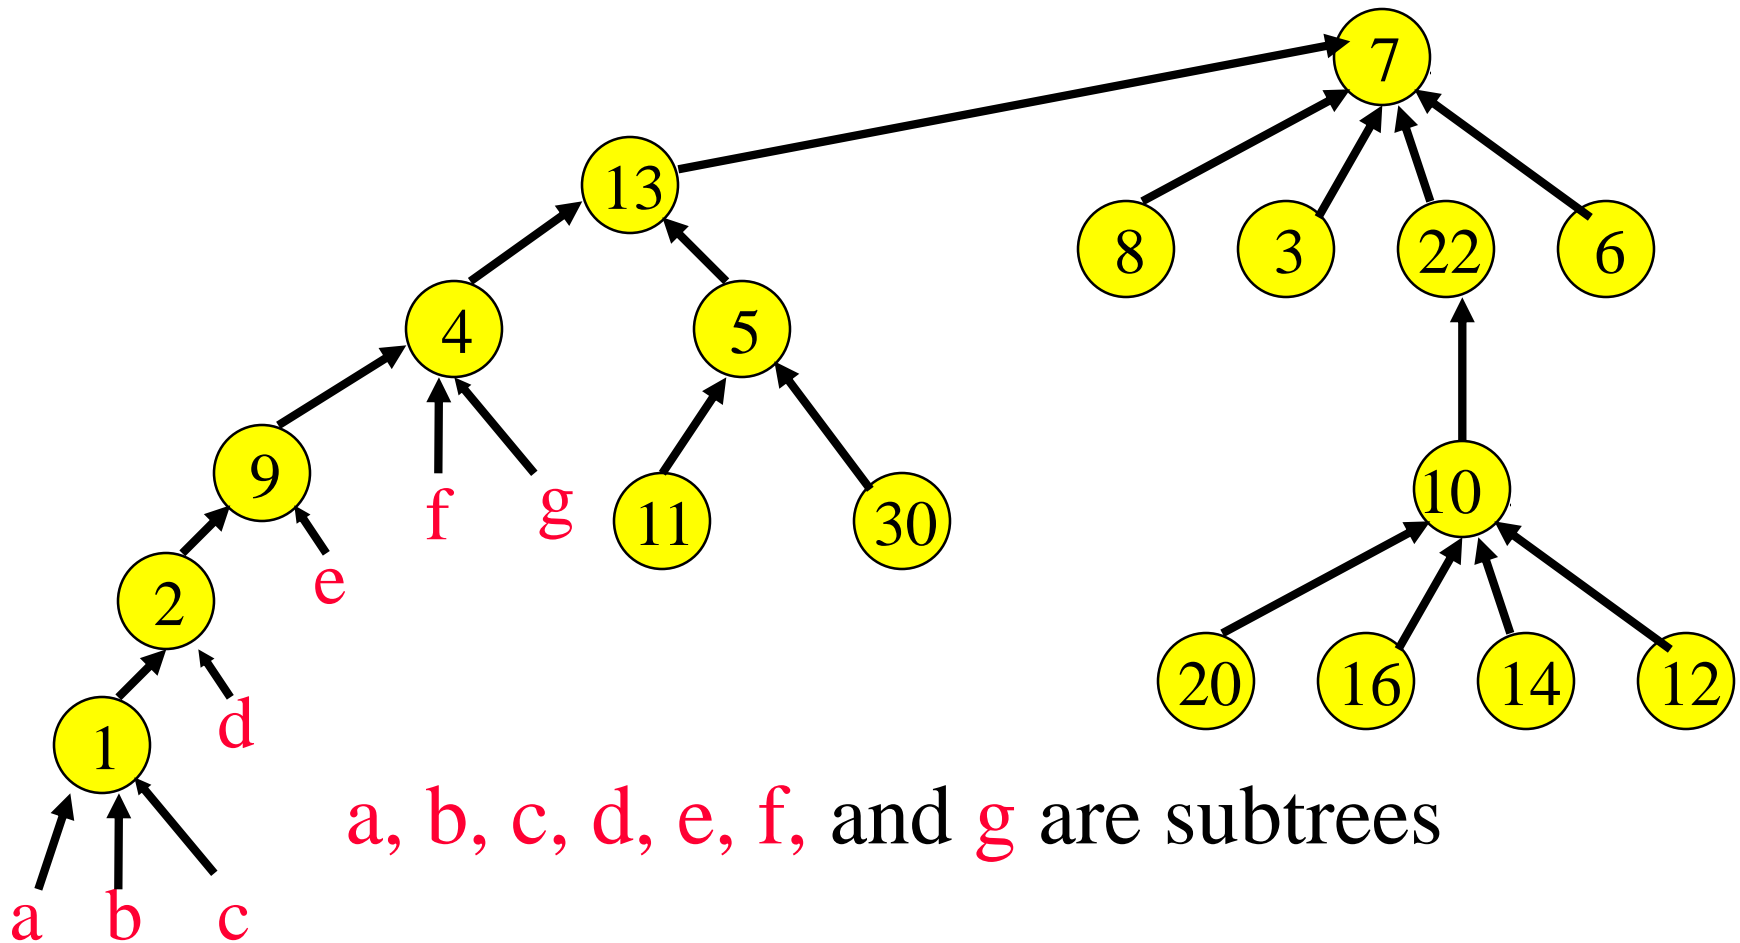 7
13
8 3 22 6
4 5
9 10
f g 11 30
2 e
20 16 14 12
1 d
a, b, c, d, e, f, and g are subtrees
a b c